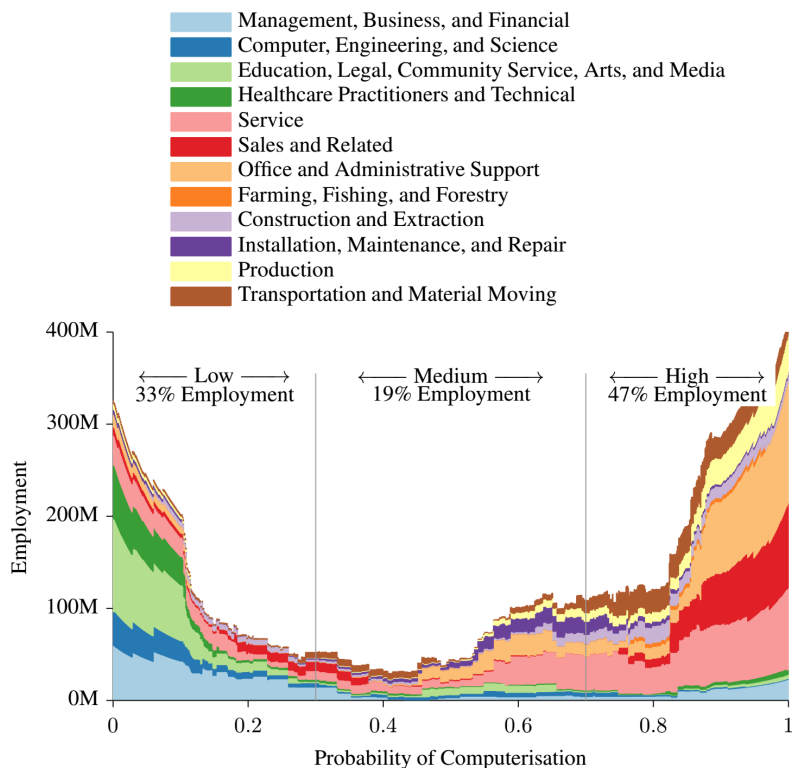 Management, Business, and Financial
Computer, Engineering, and Science
Education, Legal, Community Service, Arts, and Media
Healthcare Practitioners and Technical
Service
Sales and Related
Office and Administrative Support
Farming, Fishing, and Forestry
Construction and Extraction
Installation, Maintenance, and Repair
Production
Transportation and Material Moving
400M
300M
200M
100M
0M
Employment
Low
33% Employment
Medium
19% Employment
High
47% Employment
0
0.2
0.4
0.6
0.8
1
Probability of Computerisation